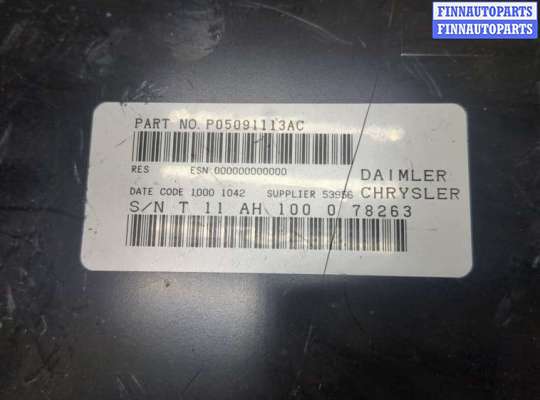 FINNAUTOPARTS
FINNAUTOPARTS
PART NO. P05091113AC
RES ESN:000000000000 DAIMLER
DATE CODE 1000 1042 SUPPLIER 53956 CHRYSLER
S/N T 11 AH 100 0 78263